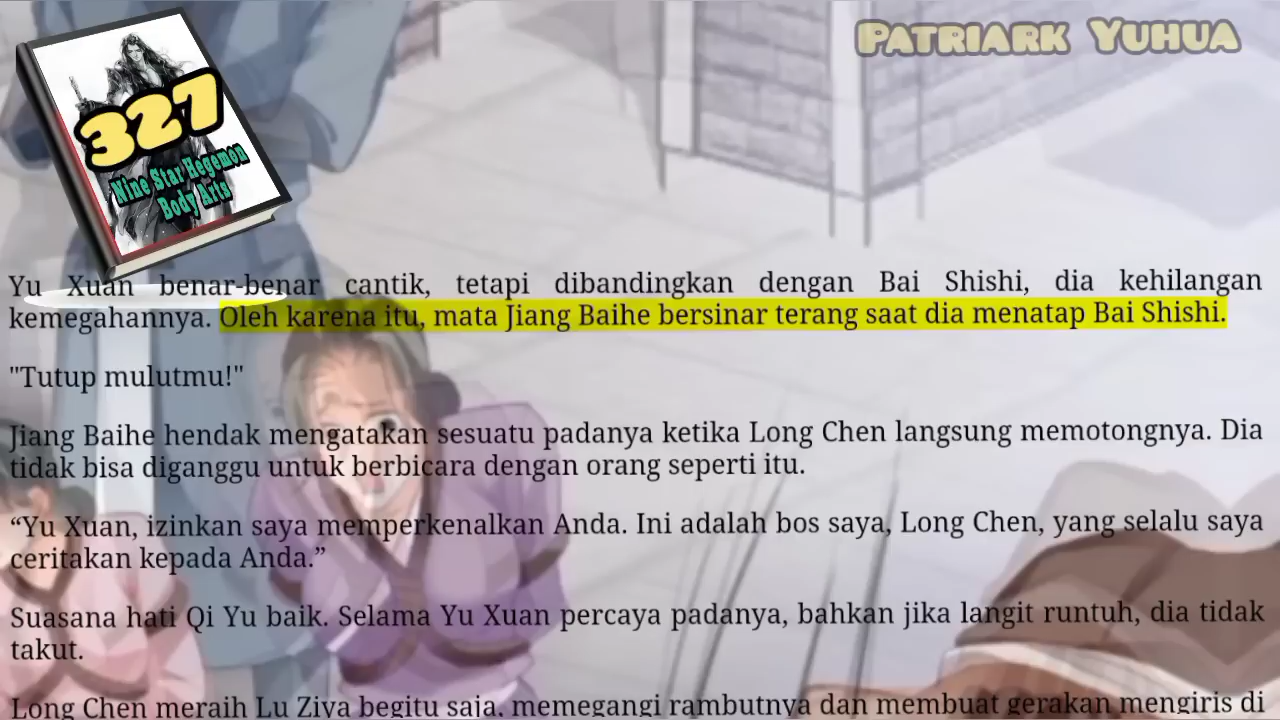 Patriark Yuhua
327
Nine Star Hegemon
Body Arts
Yu Xuan benar-benar cantik, tetapi dibandingkan dengan Bai Shishi, dia kehilangan
kemegahannya. Oleh karena itu, mata Jiang Baihe bersinar terang saat dia menatap Bai Shishi.
"Tutup mulutmu!"
Jiang Baihe hendak mengatakan sesuatu padanya ketika Long Chen langsung memotongnya. Dia
tidak bisa diganggu untuk berbicara dengan orang seperti itu.
“Yu Xuan, izinkan saya memperkenalkan Anda. Ini adalah bos saya, Long Chen, yang selalu saya
ceritakan kepada Anda.”
Suasana hati Qi Yu baik. Selama Yu Xuan percaya padanya, bahkan jika langit runtuh, dia tidak
takut.
Long Chen meraih Lu Ziya begitu saja, memegangi rambutnya dan membuat gerakan mengiris di